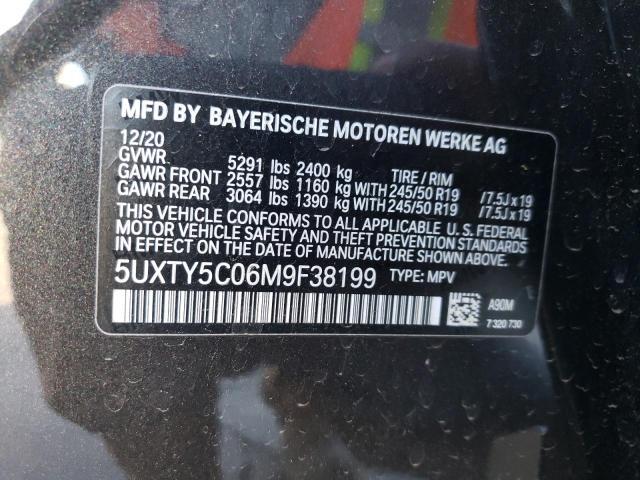 MFD BY BAYERISCHE MOTOREN WERKE AG
12/20
GVWR 5291 lbs 2400 kg TIRE / RIM
GAWR FRONT 2557 lbs 1160 kg WITH 245/50 R19 /7.5J x 19
GAWR REAR 3064 lbs 1390 kg WITH 245/50 R19 /7.5J x 19
THIS VEHICLE CONFORMS TO ALL APPLICABLE U. S. FEDERAL
MOTOR VEHICLE SAFETY, BUMPER, AND THEFT PREVENTION
STANDARDS IN EFFECT ON THE DATE OF MANUFACTURE SHOWN ABOVE.
5UXTY5C06M9F38199 TYPE: MPV
A90M
7 320 730